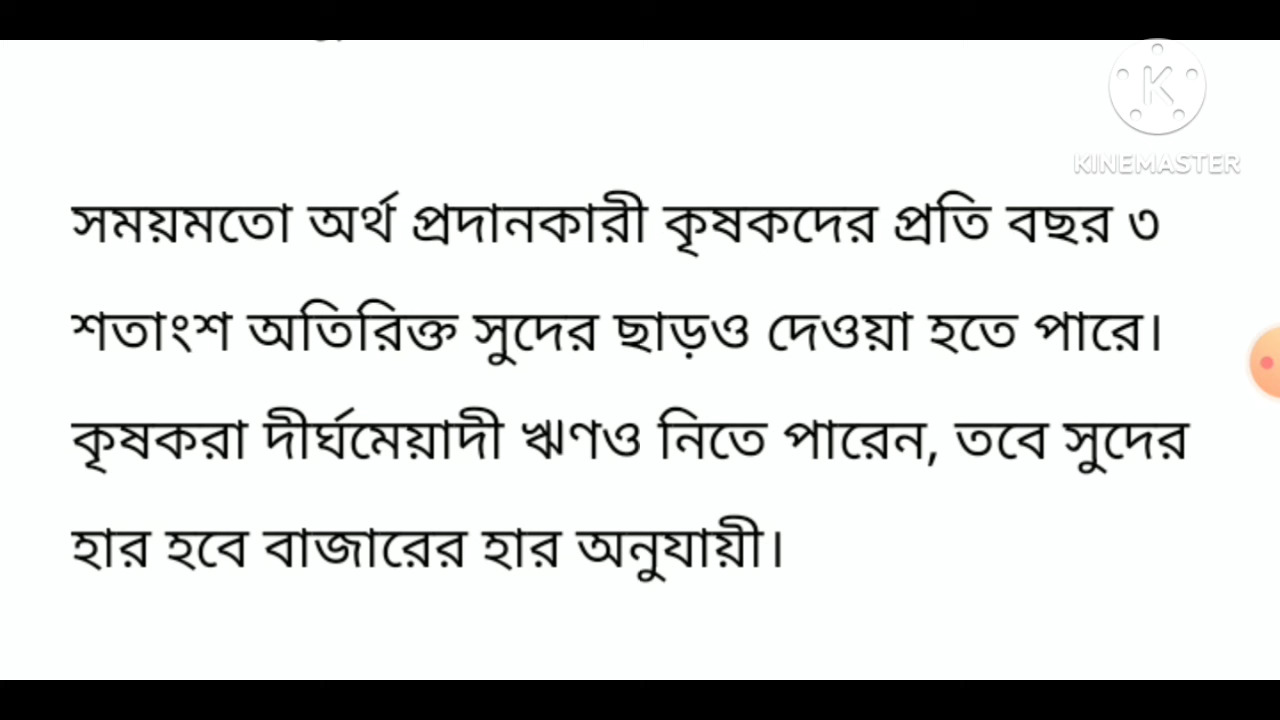 KINEMASTER
সময়মতো অর্থ প্রদানকারী কৃষকদের প্রতি বছর ৩
শতাংশ অতিরিক্ত সুদের ছাড়ও দেওয়া হতে পারে।
কৃষকরা দীর্ঘমেয়াদী ঋণও নিতে পারেন, তবে সুদের
হার হবে বাজারের হার অনুযায়ী।